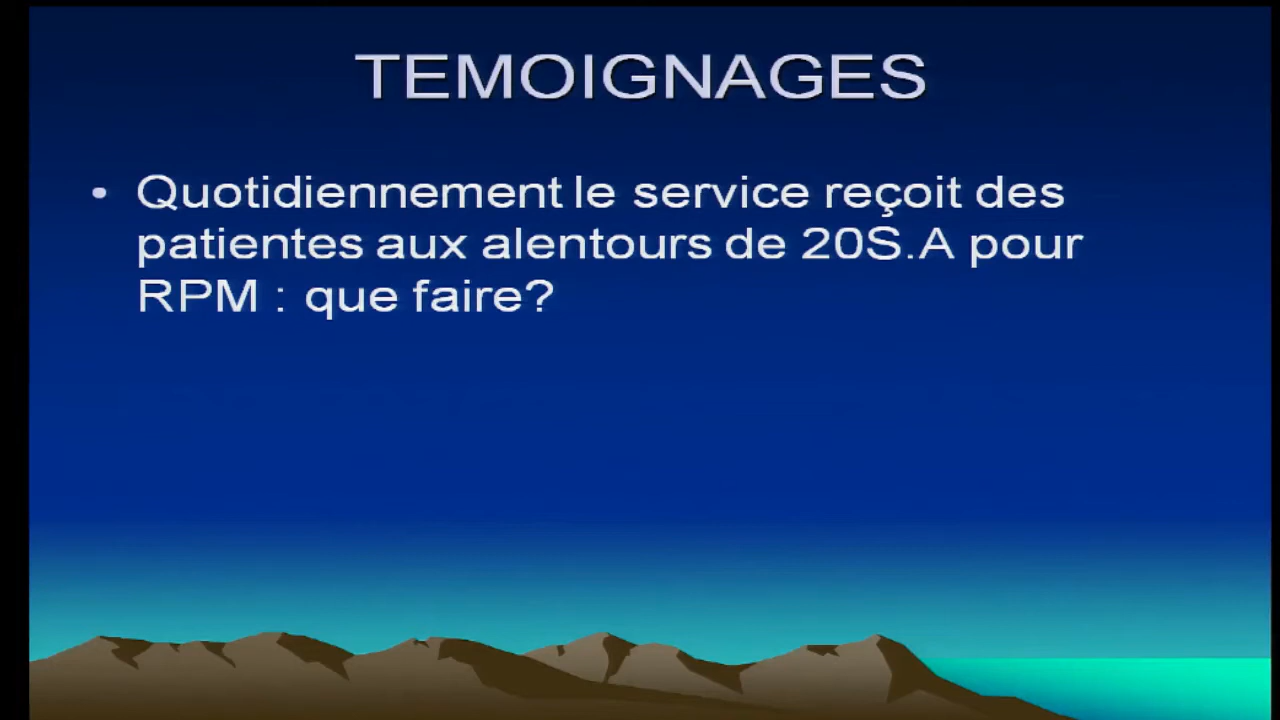 TEMOIGNAGES
• Quotidiennement le service reçoit des
patientes aux alentours de 20S.A pour
RPM : que faire?